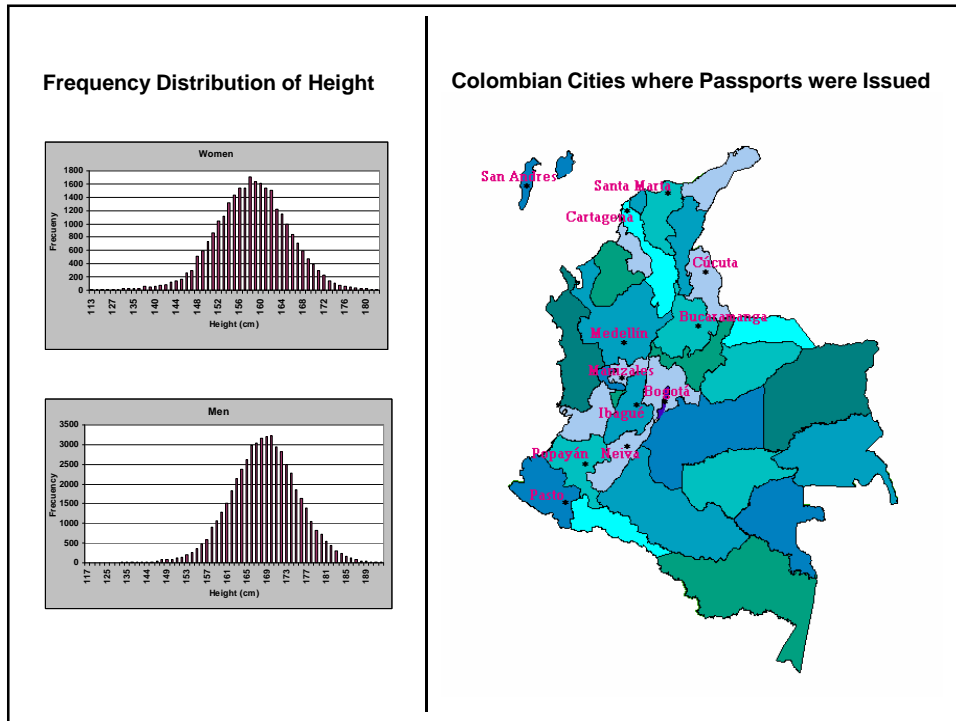 Frequency Distribution of Height
Women
1800
1600
1400
1200
1000
800
600
400
200
0
Frecueny
113
127
135
140
144
148
152
156
160
164
168
172
176
180
Height (cm)
Men
3500
3000
2500
2000
1500
1000
500
0
Frecuency
117
125
135
144
149
153
157
161
165
169
173
177
181
185
189
Height (cm)
Colombian Cities where Passports were Issued
San Andres
Santa Marta
Cartagena
Cúcuta
Bucaramanga
Medellín
Manizales
Bogotá
Ibagué
Popayán
Neiva
Pasto